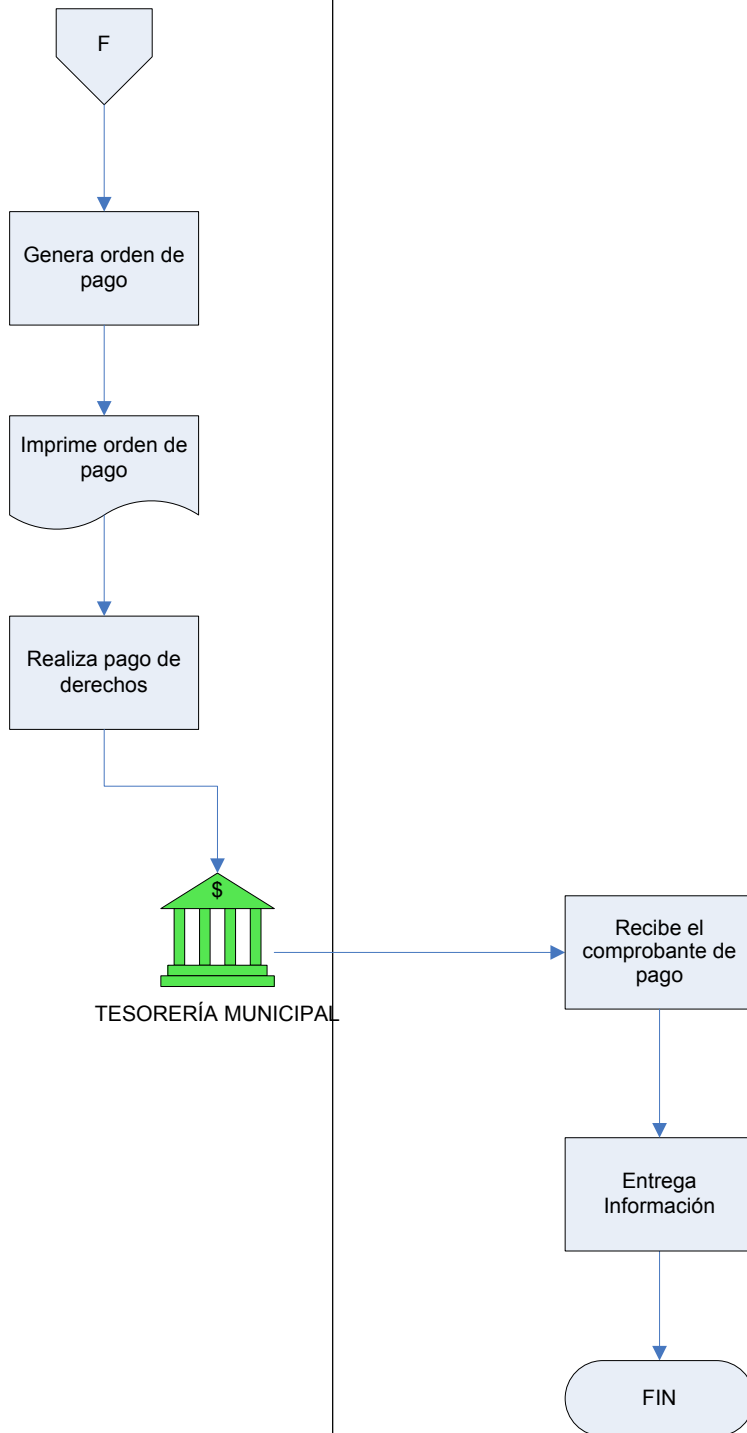 F
Genera orden de
pago
Imprime orden de
pago
Realiza pago de
derechos
$
TESORERÍA MUNICIPAL
Recibe el
comprobante de
pago
Entrega
Información
FIN